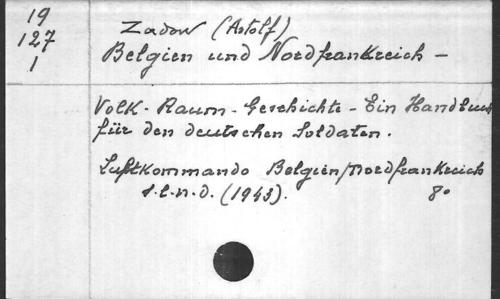 19
127
1
Zadow (Astolf)
Belgien und Nordfrankreich —
Volk - Raum - Geschichte - Ein Handbuch
für den deutschen Soldaten.
Luftkommando Belgien/Nordfrankreich
s.l.n.d. (1943). 8°